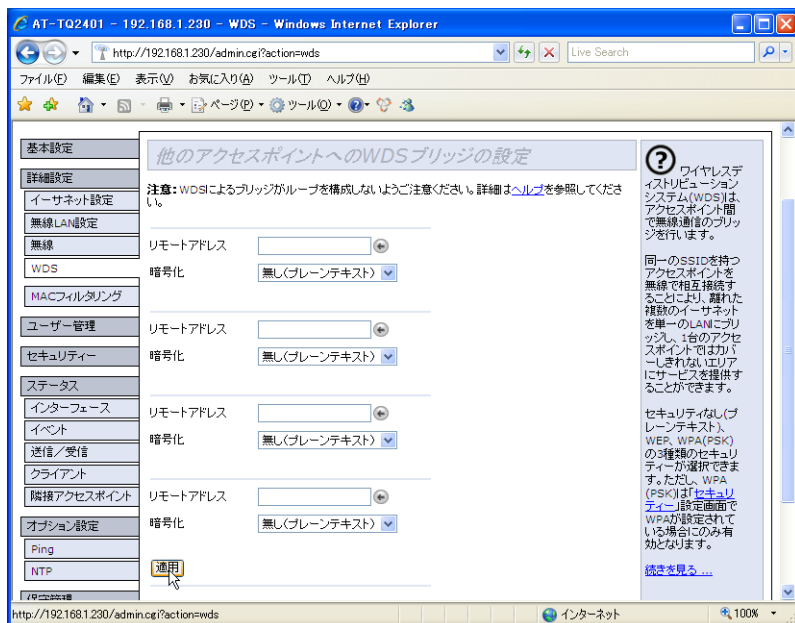 AT-TQ2401 - 192.168.1.230 - WDS - Windows Internet Explorer
http://192.168.1.230/admin.cgi?action=wds
Live Search
ファイル(F) 編集(E) 表示(V) お気に入り(A) ツール(T) ヘルプ(H)
ページ(P) ツール(O)
基本設定
詳細設定
イーサネット設定
無線LAN設定
無線
WDS
MACフィルタリング
ユーザー管理
セキュリティー
ステータス
インターフェース
イベント
送信/受信
クライアント
隣接アクセスポイント
オプション設定
Ping
NTP
保守管理
他のアクセスポイントへのWDSブリッジの設定
注意:WDSによるブリッジがループを構成しないようご注意ください。詳細はヘルプを参照してくださ
い。
リモートアドレス
暗号化 無し(プレーンテキスト)
リモートアドレス
暗号化 無し(プレーンテキスト)
リモートアドレス
暗号化 無し(プレーンテキスト)
リモートアドレス
暗号化 無し(プレーンテキスト)
適用
ワイヤレスデ
ィストリビューション
システム(WDS)は、
アクセスポイント間
で無線通信のブリッ
ジを行います。
同一のSSIDを持つ
アクセスポイントを
無線で相互接続す
ることにより、離れた
複数のイーサネット
を単一のLANにブリ
ッジし、1台のアクセ
スポイントではカバ
ーしきれないエリア
にサービスを提供す
ることができます。
セキュリティなし(プ
レーンテキスト)、
WEP、WPA(PSK)
の3種類のセキュリ
ティーが選択できま
す。ただし、WPA
(PSK)は「セキュリ
ティー」設定画面で
WPAが設定されて
いる場合にのみ有
効となります。
続きを見る ...
http://192.168.1.230/admin.cgi?action=wds
インターネット
100%